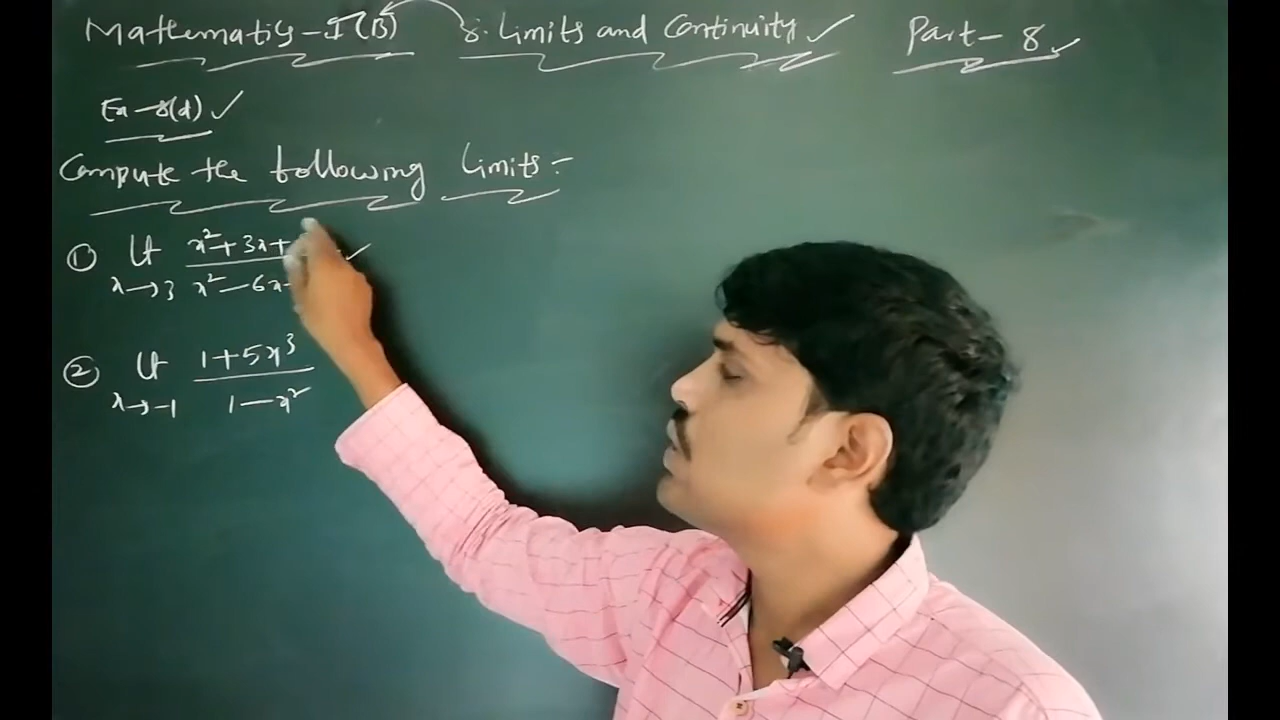 Mathematics-I(B) 8. Limits and Continuity ✓ Part-8 ✓
Ex-8(d) ✓
Compute the following Limits:-
① Lt x→3 x²+3x+ / x²-6x ✓
② Lt x→-1 1+5x³ / 1-x²